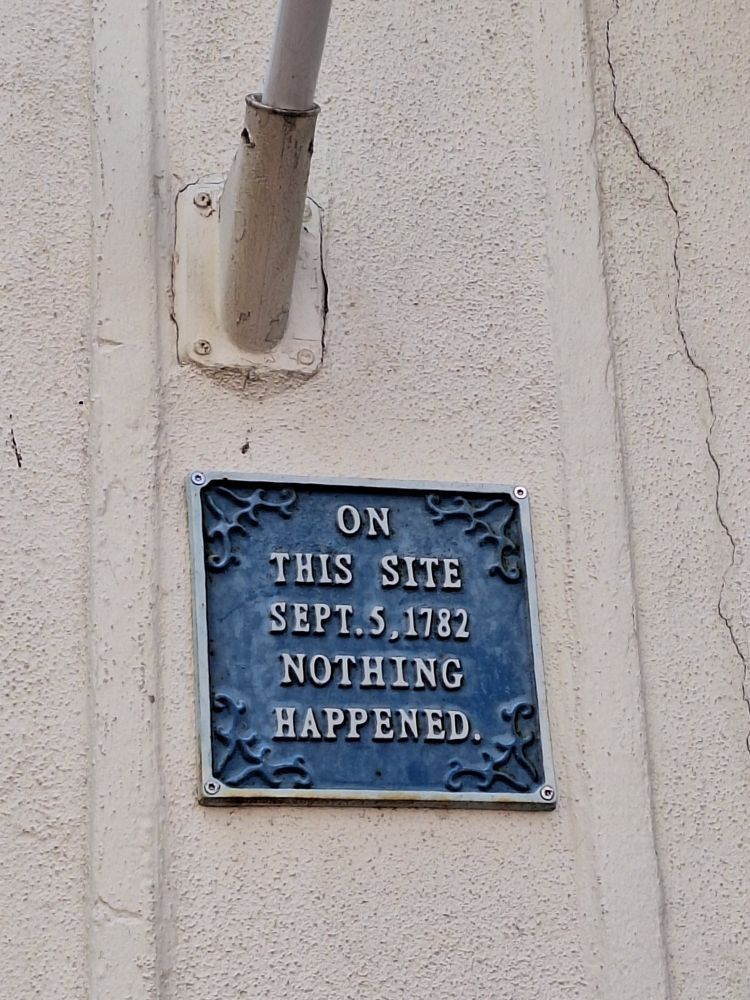 ON
THIS SITE
SEPT. 5, 1782
NOTHING
HAPPENED.